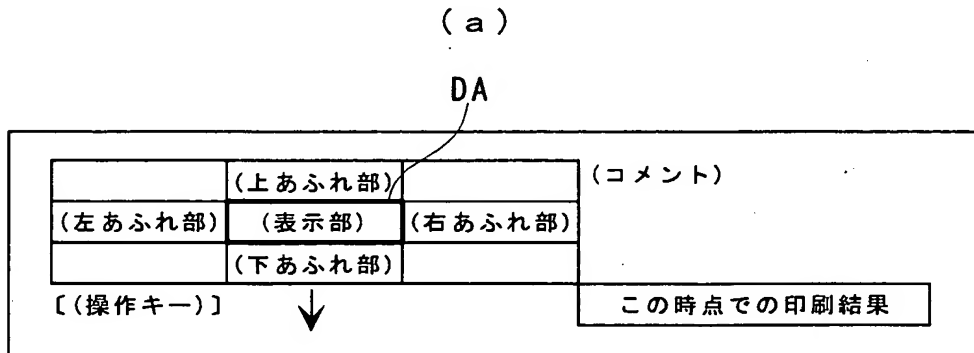 (a)
DA
(上あふれ部) (コメント)
(左あふれ部) (表示部) (右あふれ部)
(下あふれ部)
[(操作キー)] この時点での印刷結果